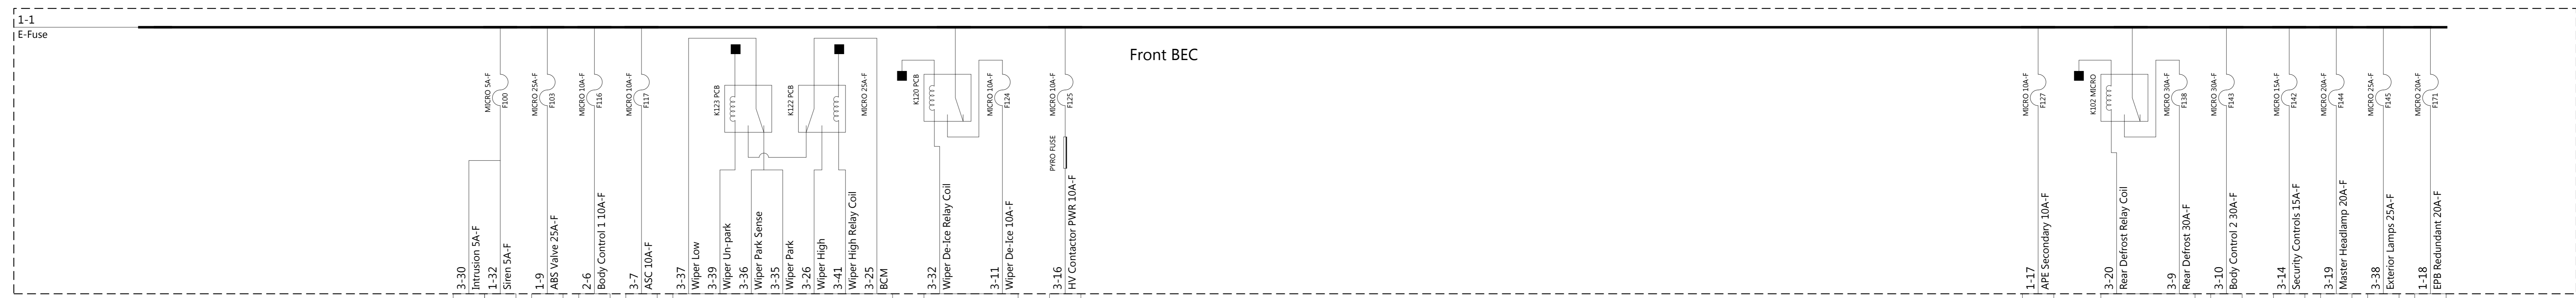 1-1
E-Fuse
Front BEC
MICRO 5A-F
F100
MICRO 25A-F
F103
MICRO 10A-F
F116
MICRO 10A-F
F117
K123 PCB
K122 PCB
MICRO 25A-F
K120 PCB
MICRO 10A-F
F124
MICRO 10A-F
F125
PYRO FUSE
MICRO 10A-F
F127
K102 MICRO
MICRO 30A-F
F138
MICRO 30A-F
F143
MICRO 15A-F
F142
MICRO 20A-F
F144
MICRO 25A-F
F145
MICRO 20A-F
F171
3-30
Intrusion 5A-F
1-32
Siren 5A-F
1-9
ABS Valve 25A-F
2-6
Body Control 1 10A-F
3-7
ASC 10A-F
3-37
Wiper Low
3-39
Wiper Un-park
3-36
Wiper Park Sense
3-35
Wiper Park
3-26
Wiper High
3-41
Wiper High Relay Coil
3-25
BCM
3-32
Wiper De-Ice Relay Coil
3-11
Wiper De-Ice 10A-F
3-16
HV Contactor PWR 10A-F
1-17
APE Secondary 10A-F
3-20
Rear Defrost Relay Coil
3-9
Rear Defrost 30A-F
3-10
Body Control 2 30A-F
3-14
Security Controls 15A-F
3-19
Master Headlamp 20A-F
3-38
Exterior Lamps 25A-F
1-18
EPB Redundant 20A-F